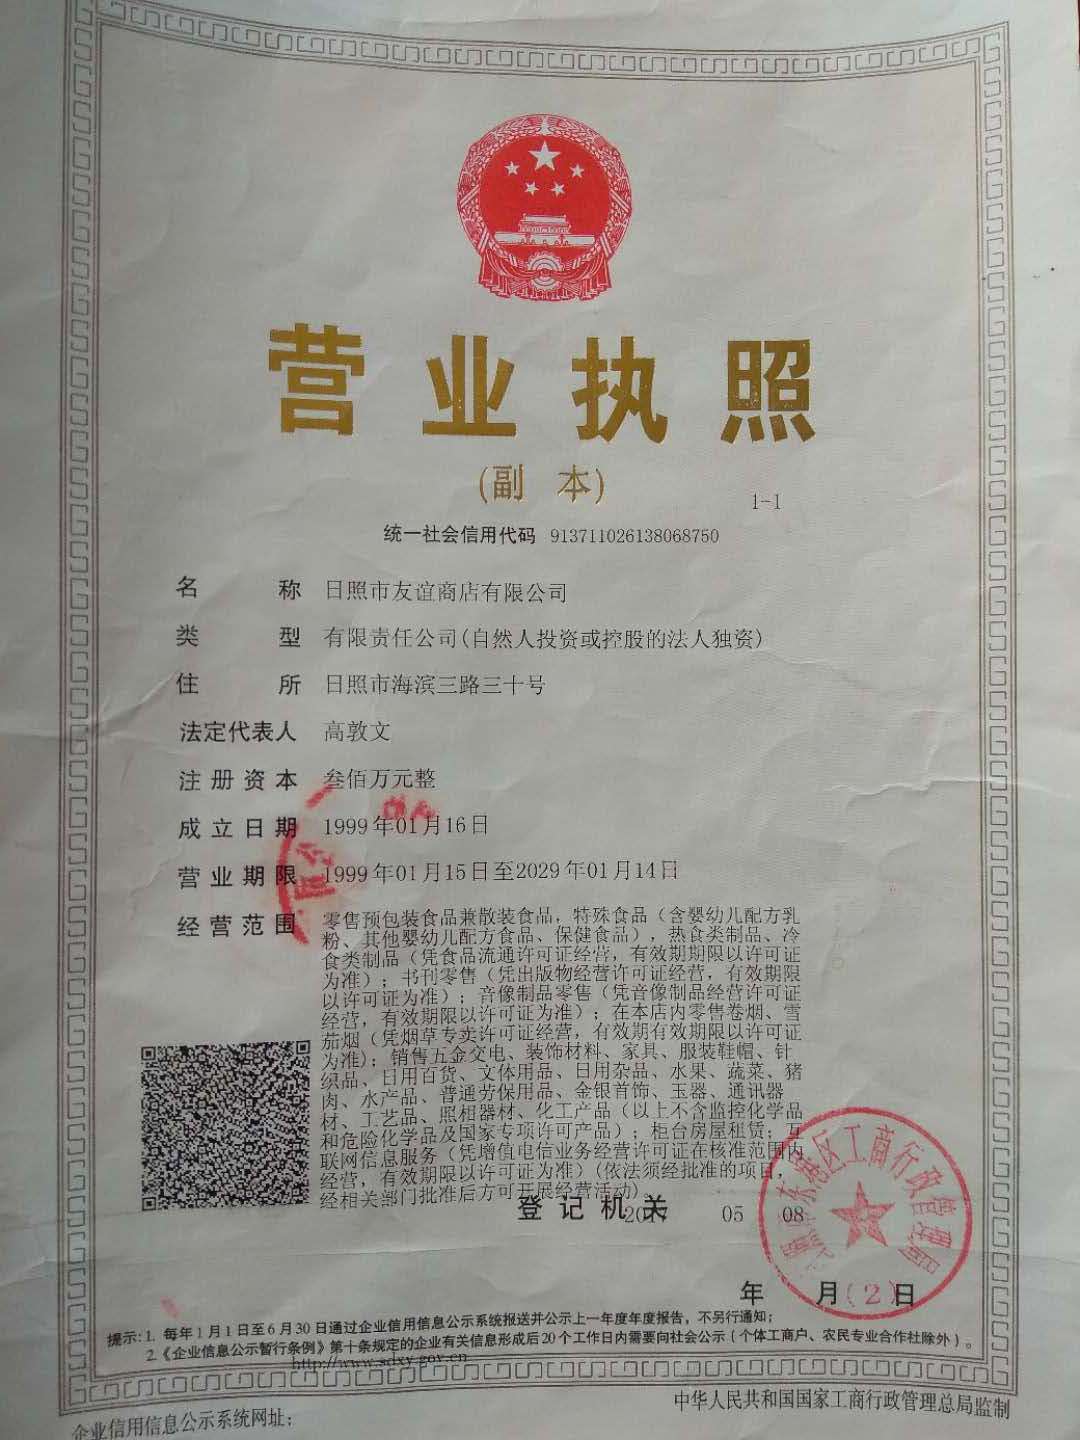 营业执照
(副 本)
1-1
统一社会信用代码 913711026138068750
名 称 日照市友谊商店有限公司
类 型 有限责任公司(自然人投资或控股的法人独资)
住 所 日照市海滨三路三十号
法定代表人 高敦文
注册资本 叁佰万元整
成立日期 1999年01月16日
营业期限 1999年01月15日至2029年01月14日
经营范围 零售预包装食品兼散装食品，特殊食品（含婴幼儿配方乳
粉、其他婴幼儿配方食品、保健食品），热食类制品、冷
食类制品（凭食品流通许可证经营，有效期期限以许可证
为准）；书刊零售（凭出版物经营许可证经营，有效期限
以许可证为准）；音像制品零售（凭音像制品经营许可证
经营，有效期限以许可证为准）；在本店内零售卷烟、雪
茄烟（凭烟草专卖许可证经营，有效期有效期限以许可证
为准）；销售五金交电、装饰材料、家具、服装鞋帽、针
织品、日用百货、文体用品、日用杂品、水果、蔬菜、猪
肉、水产品、普通劳保用品、金银首饰、玉器、通讯器
材、工艺品、照相器材、化工产品（以上不含监控化学品
和危险化学品及国家专项许可产品）；柜台房屋租赁；互
联网信息服务（凭增值电信业务经营许可证在核准范围内
经营，有效期限以许可证为准）(依法须经批准的项目，
经相关部门批准后方可开展经营活动)。
登记机关
05 08
东港区工商行政管理局
(2)
年 月 日
提示：1. 每年1月1日至6月30日通过企业信用信息公示系统报送并公示上一年度年度报告，不另行通知；
2.《企业信息公示暂行条例》第十条规定的企业有关信息形成后20个工作日内需要向社会公示（个体工商户、农民专业合作社除外）。
http://www.sdxy.gov.cn
企业信用信息公示系统网址：
中华人民共和国国家工商行政管理总局监制